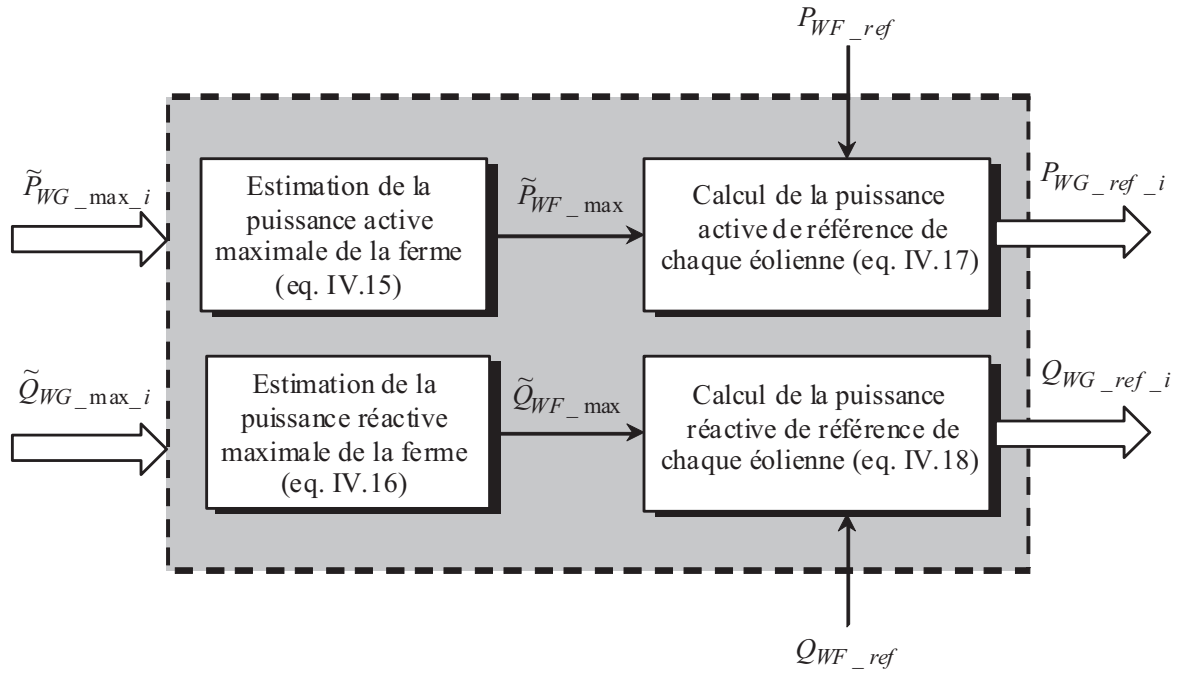 P_WF_ref
P̃_WG_max_i
Estimation de la
puissance active
maximale de la ferme
(eq. IV.15)
P̃_WF_max
Calcul de la puissance
active de référence de
chaque éolienne (eq. IV.17)
P_WG_ref_i
Q̃_WG_max_i
Estimation de la
puissance réactive
maximale de la ferme
(eq. IV.16)
Q̃_WF_max
Calcul de la puissance
réactive de référence de
chaque éolienne (eq. IV.18)
Q_WG_ref_i
Q_WF_ref